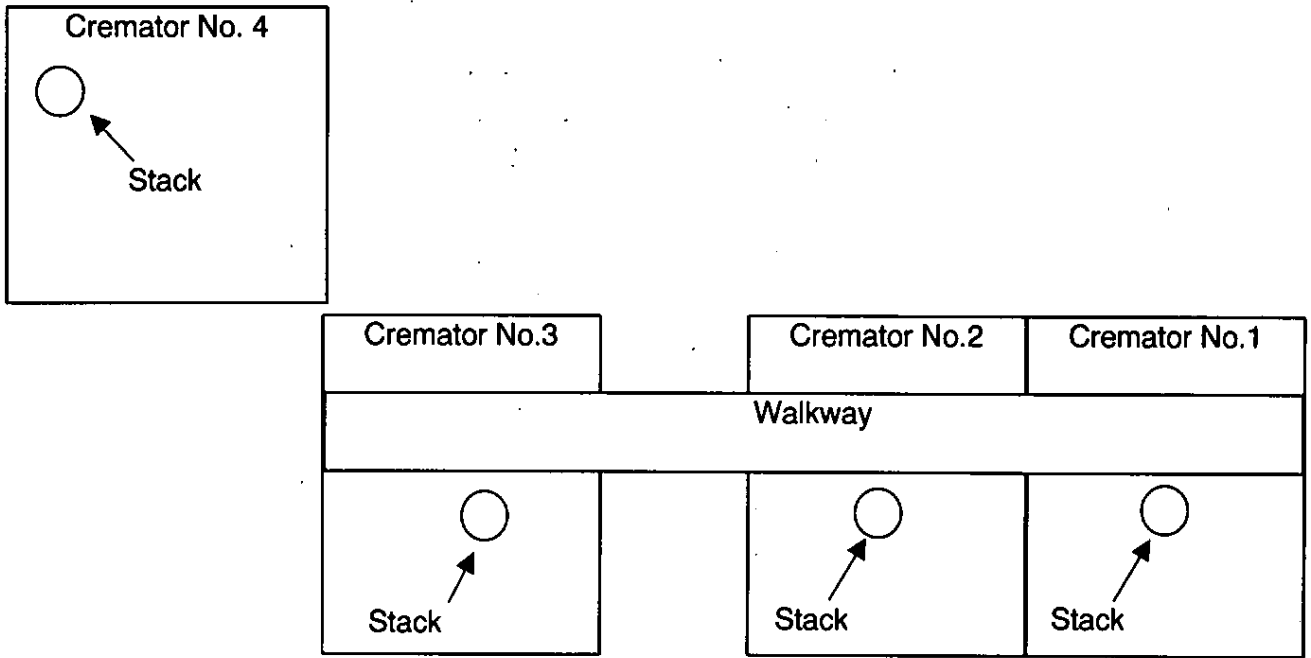 Cremator No. 4
Stack
Cremator No.3
Cremator No.2
Cremator No.1
Walkway
Stack
Stack
Stack